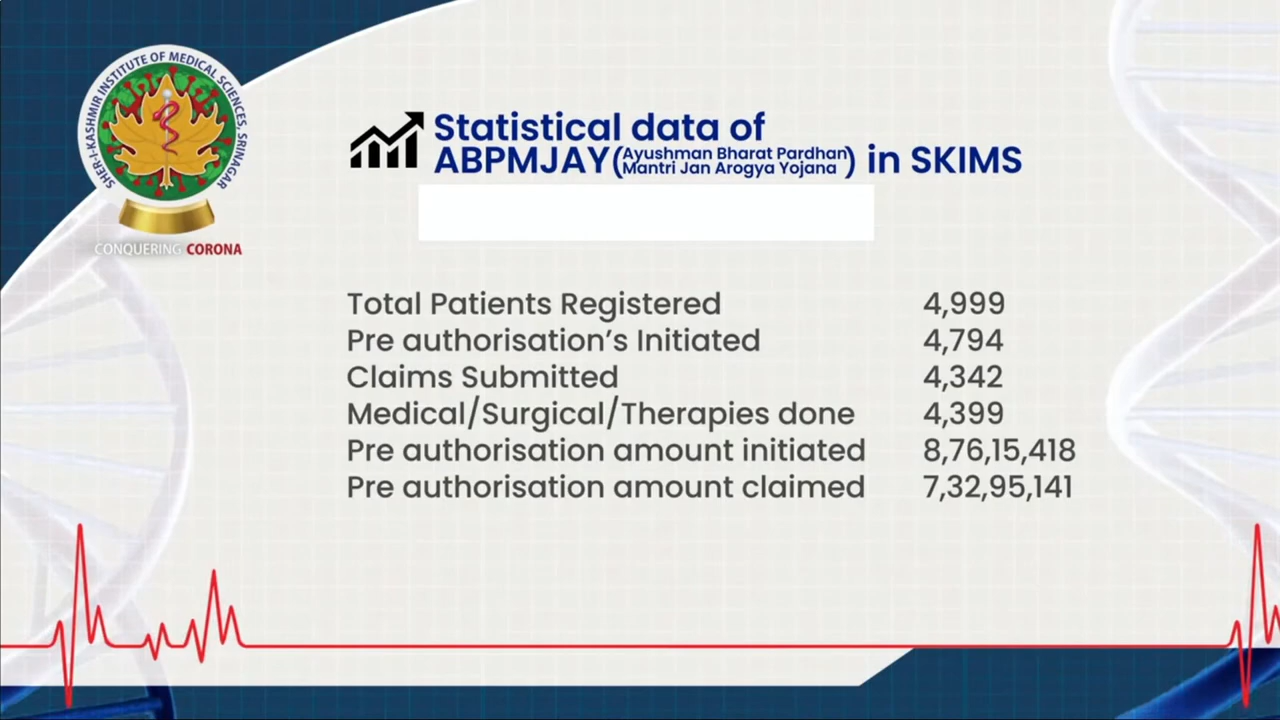 SHER-I-KASHMIR INSTITUTE OF MEDICAL SCIENCES, SRINAGAR
CONQUERING CORONA
Statistical data of
ABPMJAY(Ayushman Bharat Pardhan
Mantri Jan Arogya Yojana) in SKIMS
Total Patients Registered 4,999
Pre authorisation’s Initiated 4,794
Claims Submitted 4,342
Medical/Surgical/Therapies done 4,399
Pre authorisation amount initiated 8,76,15,418
Pre authorisation amount claimed 7,32,95,141